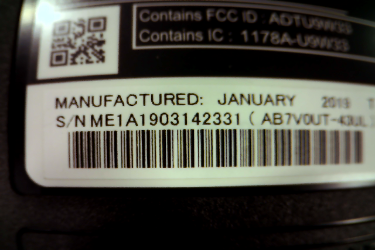 Contains FCC ID : ADTU9W33
Contains IC : 1178A-U9W33
MANUFACTURED: JANUARY 2019
S/N ME1A1903142331 ( AB7V0UT-43UL )